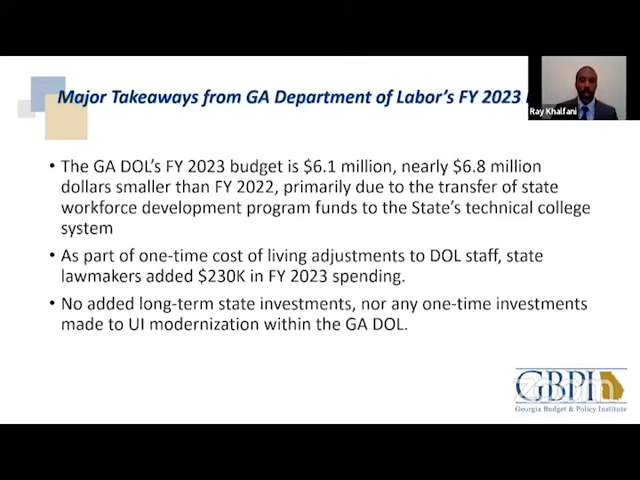 Major Takeaways from GA Department of Labor's FY 2023
Ray Khalfani
• The GA DOL's FY 2023 budget is $6.1 million, nearly $6.8 million
dollars smaller than FY 2022, primarily due to the transfer of state
workforce development program funds to the State's technical college
system
• As part of one-time cost of living adjustments to DOL staff, state
lawmakers added $230K in FY 2023 spending.
• No added long-term state investments, nor any one-time investments
made to UI modernization within the GA DOL.
GBPI
zoom
Georgia Budget & Policy Institute